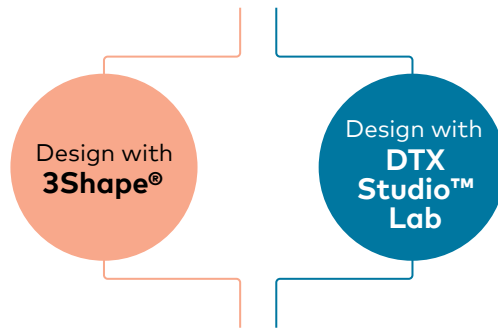 Design with
3Shape®
Design with
DTX
Studio™
Lab